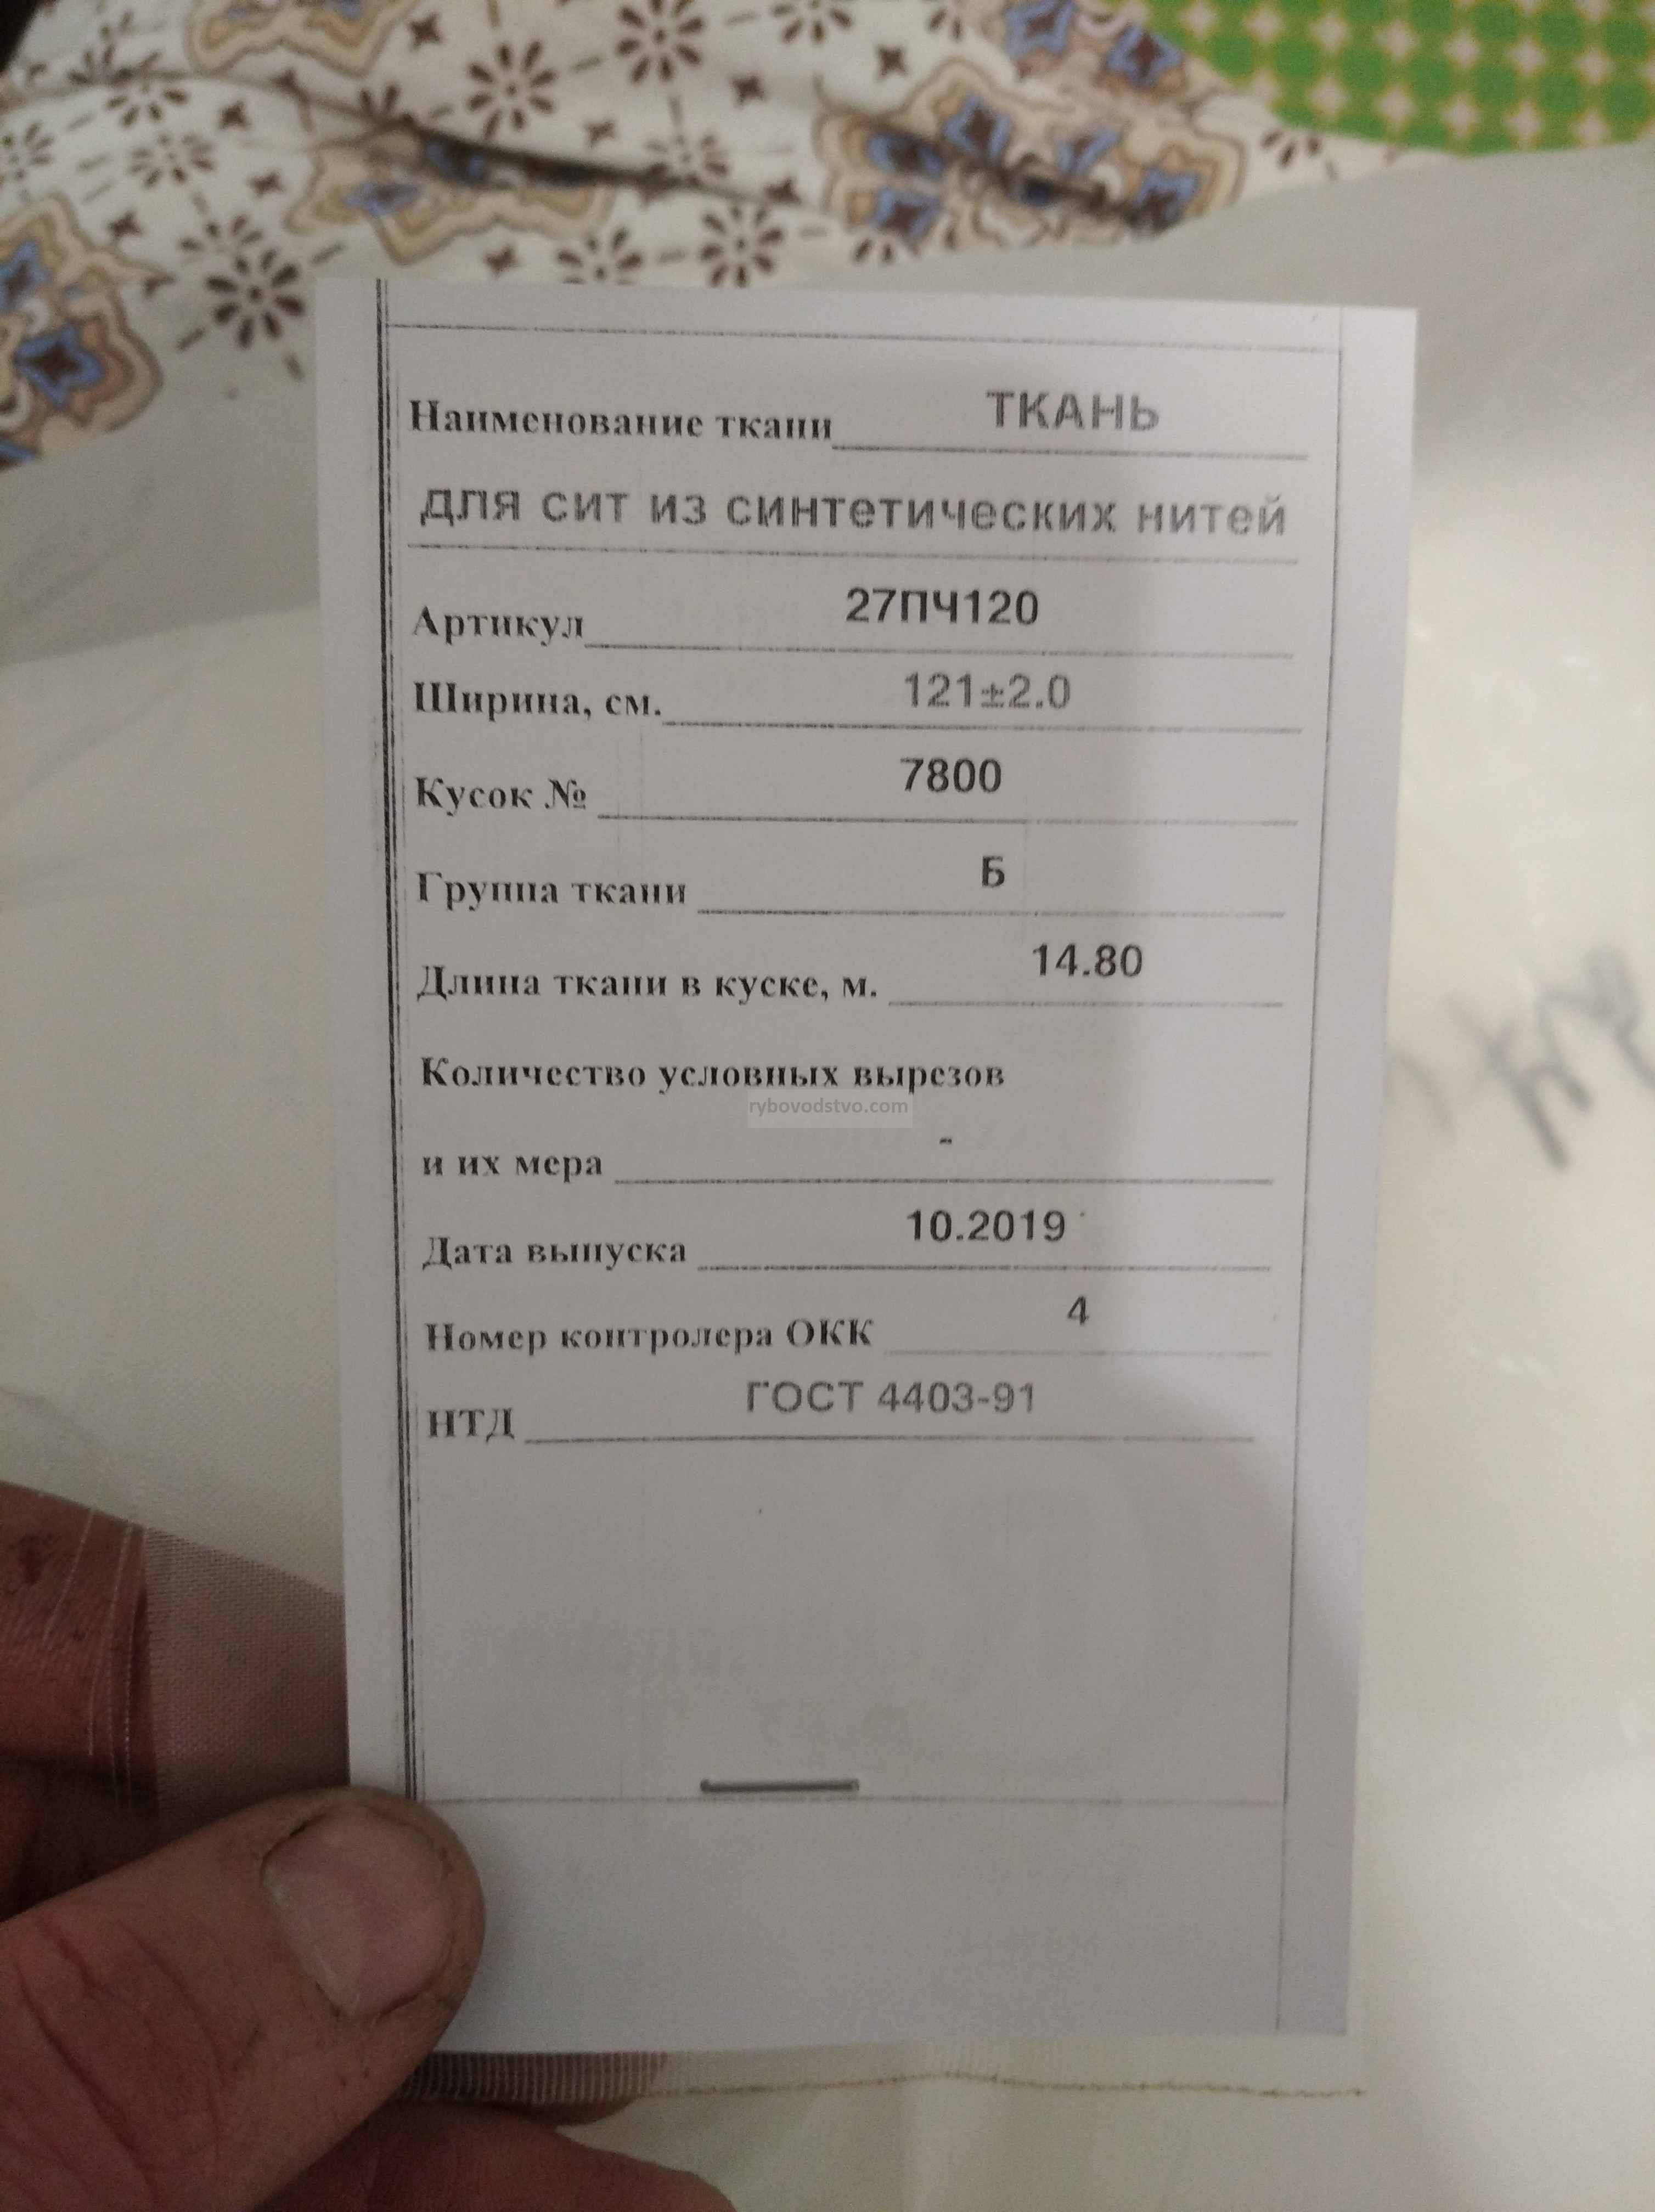 Наименование ткани ТКАНЬ
для сит из синтетических нитей
Артикул 27ПЧ120
Ширина, см. 121±2.0
Кусок № 7800
Группа ткани Б
Длина ткани в куске, м. 14.80
Количество условных вырезов
rybovodstvo.com
и их мера -
Дата выпуска 10.2019
Номер контролера ОКК 4
НТД ГОСТ 4403-91